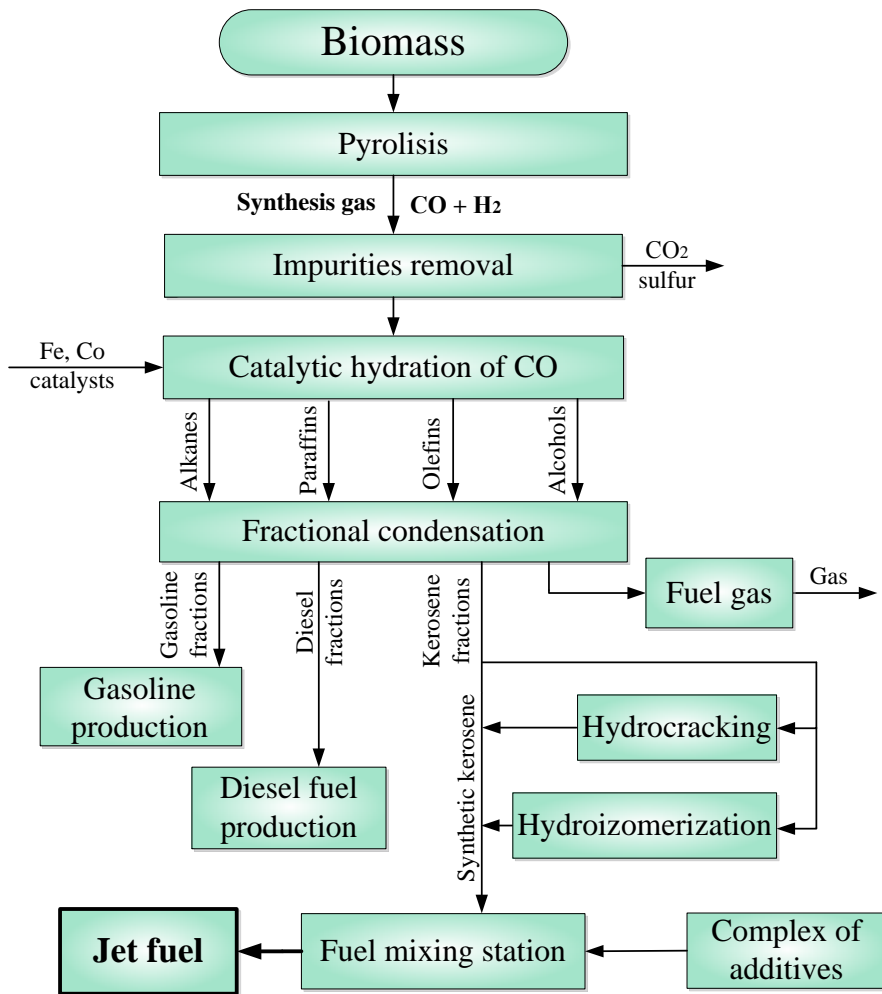 Biomass
Pyrolisis
Synthesis gas CO + H2
Impurities removal
CO2
sulfur
Fe, Co
catalysts
Catalytic hydration of CO
Alkanes
Paraffins
Olefins
Alcohols
Fractional condensation
Gasoline
fractions
Diesel
fractions
Kerosene
fractions
Fuel gas
Gas
Gasoline
production
Hydrocracking
Diesel fuel
production
Synthetic kerosene
Hydroizomerization
Jet fuel
Fuel mixing station
Complex of
additives